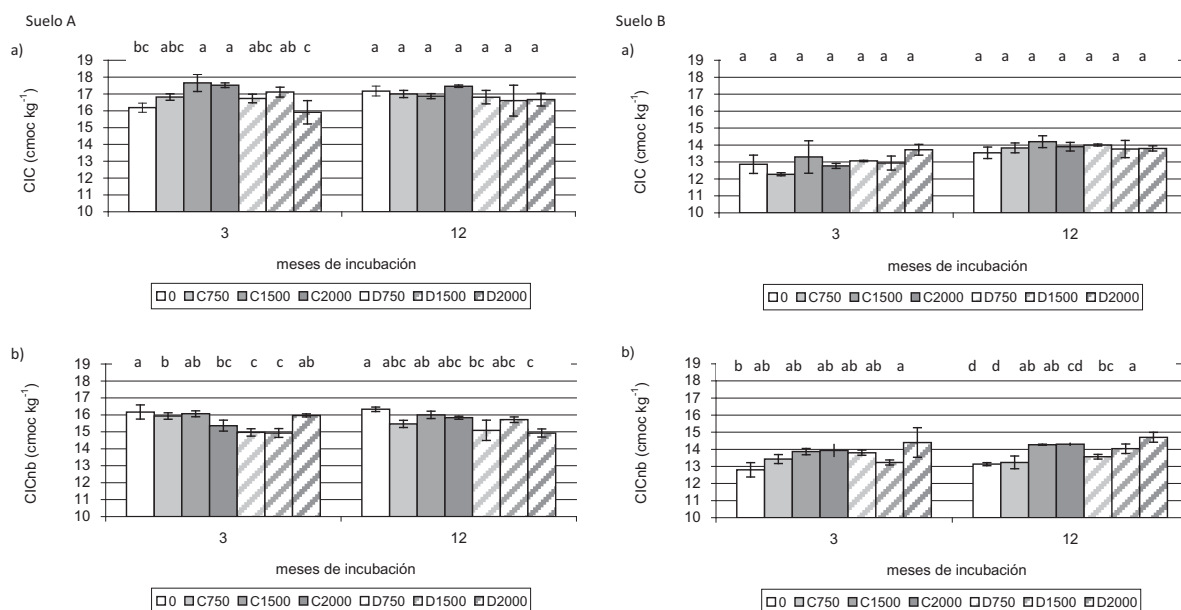 Suelo A
a)
bc abc a a abc ab c a a a a a a a
CIC (cmoc kg-1)
19
18
17
16
15
14
13
12
11
10
3 12
meses de incubación
0 C750 C1500 C2000 D750 D1500 D2000
b)
a b ab bc c c ab a abc ab abc bc abc c
CICnb (cmoc kg-1)
19
18
17
16
15
14
13
12
11
10
3 12
meses de incubación
0 C750 C1500 C2000 D750 D1500 D2000
Suelo B
a)
a a a a a a a a a a a a a a
CIC (cmoc kg-1)
19
18
17
16
15
14
13
12
11
10
3 12
meses de incubación
0 C750 C1500 C2000 D750 D1500 D2000
b)
b ab ab ab ab ab a d d ab ab cd bc a
CICnb (cmoc kg-1)
19
18
17
16
15
14
13
12
11
10
3 12
meses de incubación
0 C750 C1500 C2000 D750 D1500 D2000